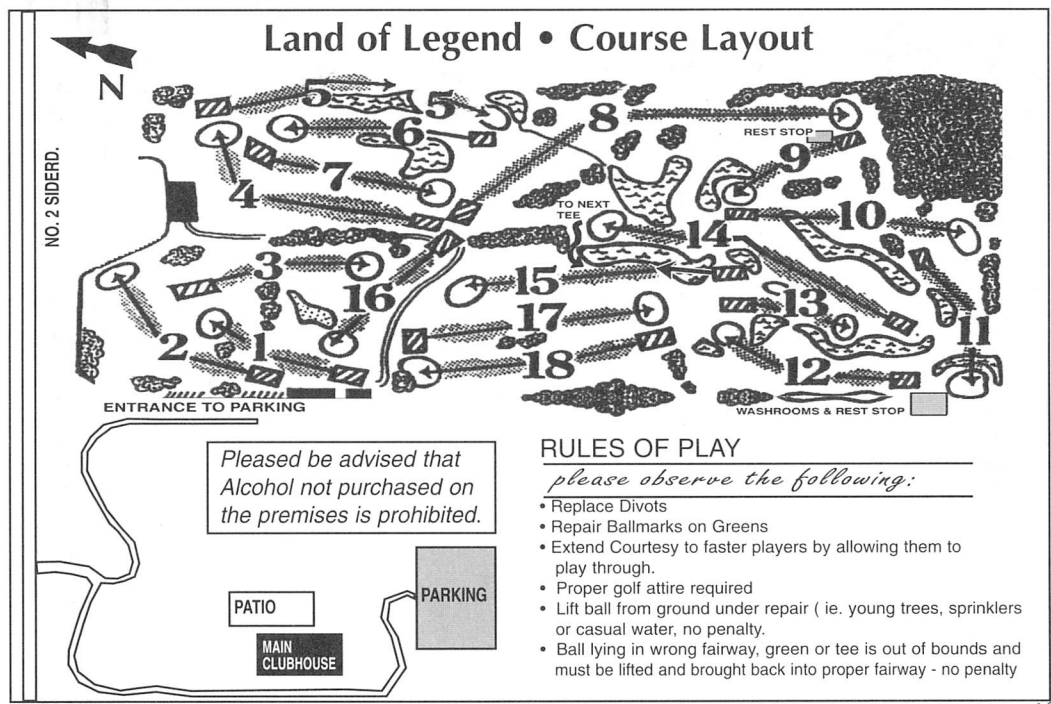 Land of Legend • Course Layout
N
NO. 2 SIDERD.
5
5
8
6
REST STOP
7
9
4
TO NEXT
TEE
10
14
3
15
16
13
17
11
2
1
18
12
ENTRANCE TO PARKING
WASHROOMS & REST STOP
Pleased be advised that
Alcohol not purchased on
the premises is prohibited.
PATIO
MAIN
CLUBHOUSE
PARKING
RULES OF PLAY
please observe the following:
• Replace Divots
• Repair Ballmarks on Greens
• Extend Courtesy to faster players by allowing them to
play through.
• Proper golf attire required
• Lift ball from ground under repair ( ie. young trees, sprinklers
or casual water, no penalty.
• Ball lying in wrong fairway, green or tee is out of bounds and
must be lifted and brought back into proper fairway - no penalty